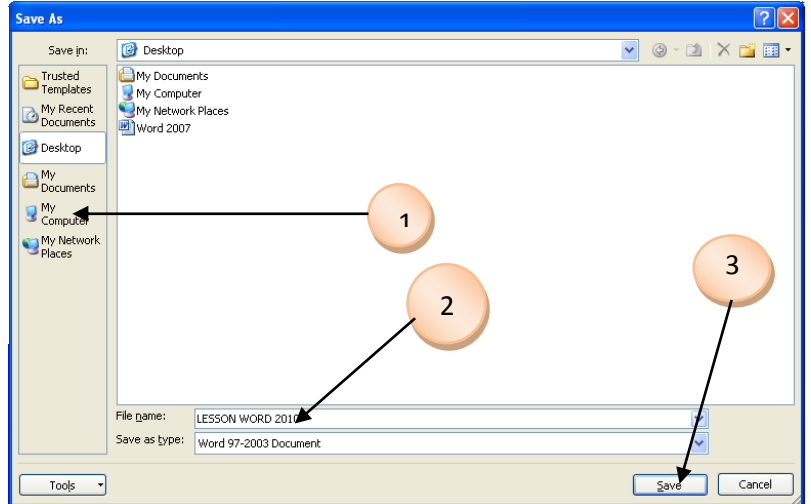 Save As
Save in:
Desktop
Trusted
Templates
My Recent
Documents
Desktop
My
Documents
My
Computer
My Network
Places
My Documents
My Computer
My Network Places
Word 2007
1
2
3
File name:
LESSON WORD 2010
Save as type:
Word 97-2003 Document
Tools
Save
Cancel